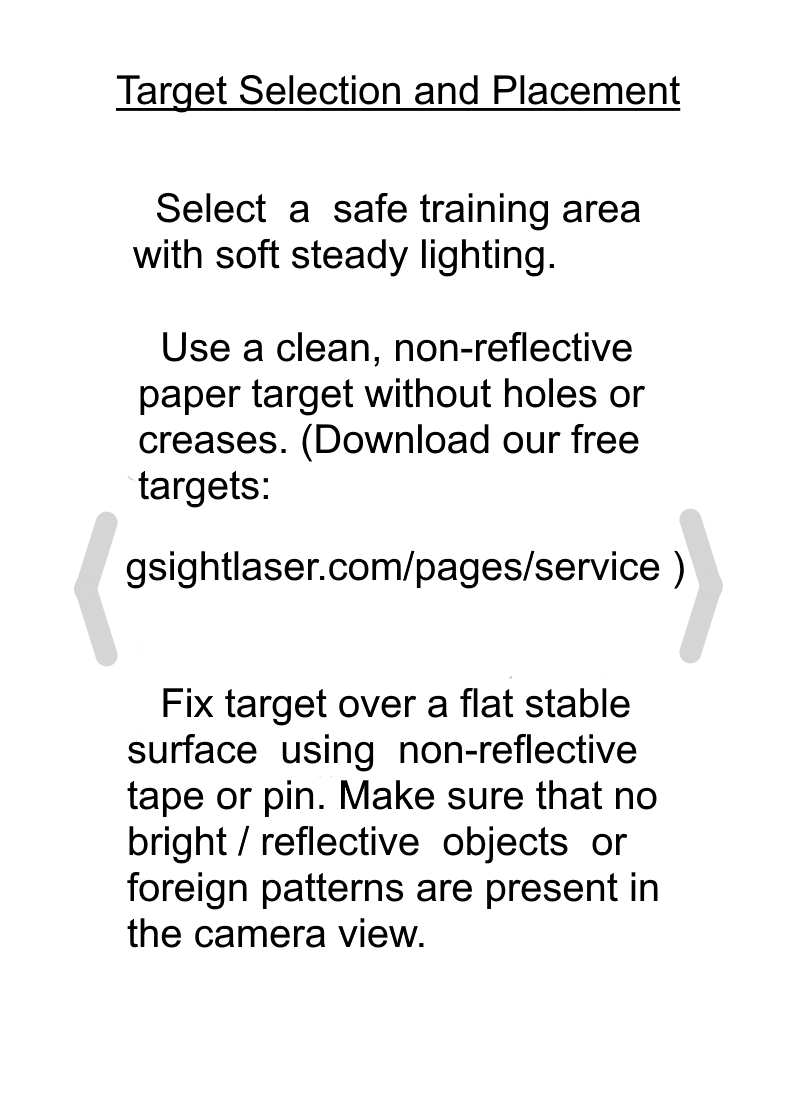 Target Selection and Placement
Select a safe training area
with soft steady lighting.
Use a clean, non-reflective
paper target without holes or
creases. (Download our free
targets:
gsightlaser.com/pages/service )
Fix target over a flat stable
surface using non-reflective
tape or pin. Make sure that no
bright / reflective objects or
foreign patterns are present in
the camera view.